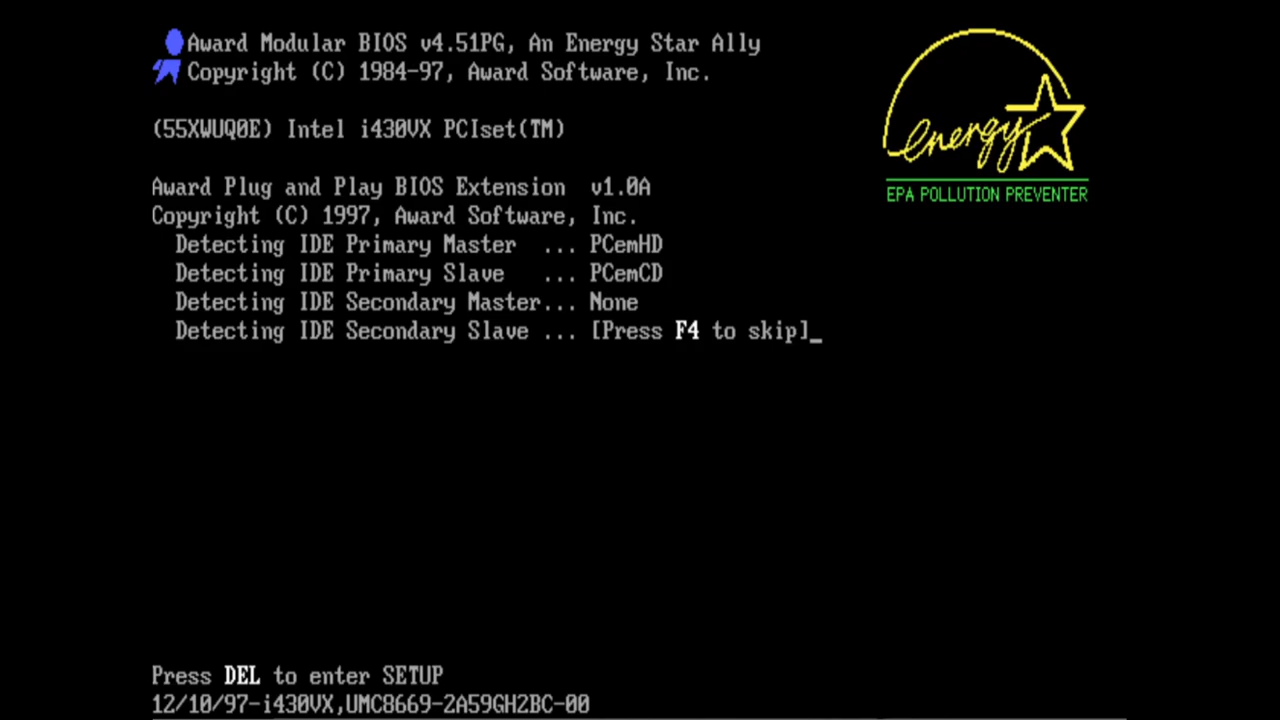 Award Modular BIOS v4.51PG, An Energy Star Ally
Copyright (C) 1984-97, Award Software, Inc.
energy
EPA POLLUTION PREVENTER
(55XWUQ0E) Intel i430VX PCIset(TM)
Award Plug and Play BIOS Extension v1.0A
Copyright (C) 1997, Award Software, Inc.
Detecting IDE Primary Master ... PCemHD
Detecting IDE Primary Slave ... PCemCD
Detecting IDE Secondary Master... None
Detecting IDE Secondary Slave ... [Press F4 to skip]_
Press DEL to enter SETUP
12/10/97-i430VX,UMC8669-2A59GH2BC-00